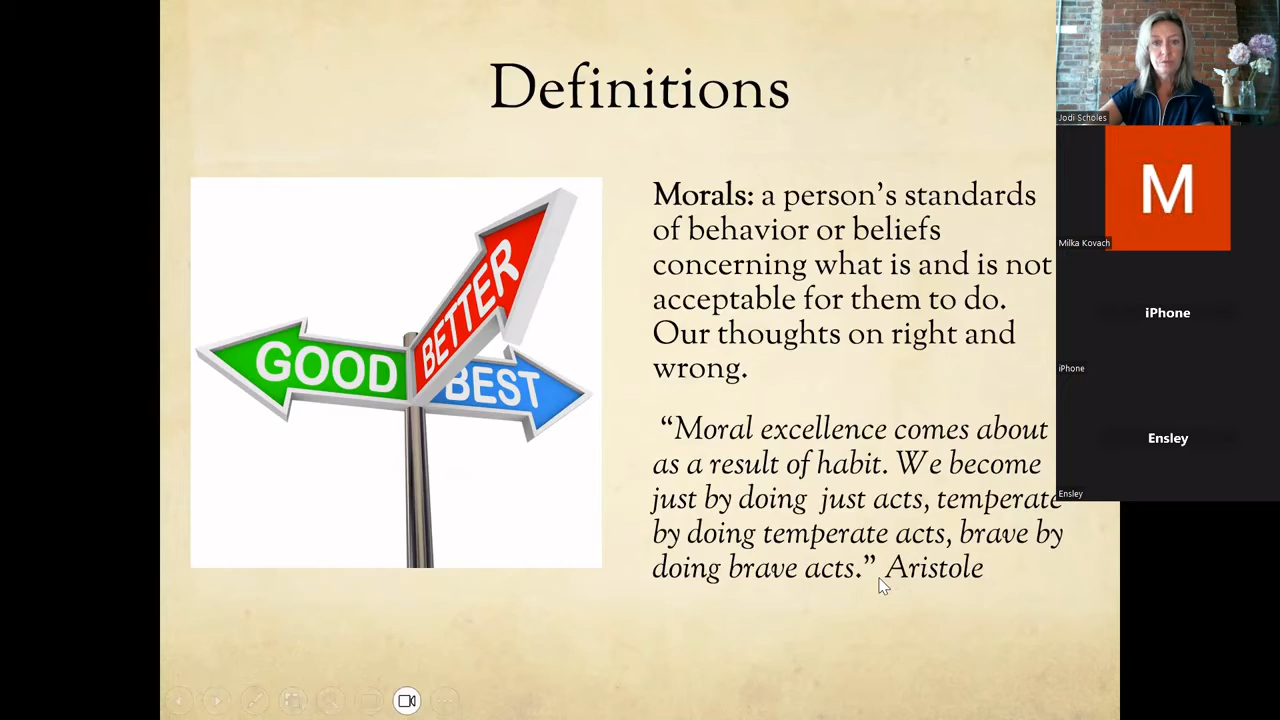 Definitions
GOOD
BETTER
BEST
Morals: a person's standards
of behavior or beliefs
concerning what is and is not
acceptable for them to do.
Our thoughts on right and
wrong.
“Moral excellence comes about
as a result of habit. We become
just by doing  just acts, temperate
by doing temperate acts, brave by
doing brave acts.” Aristole
Jodi Scholes
M
Milka Kovach
iPhone
iPhone
Ensley
Ensley